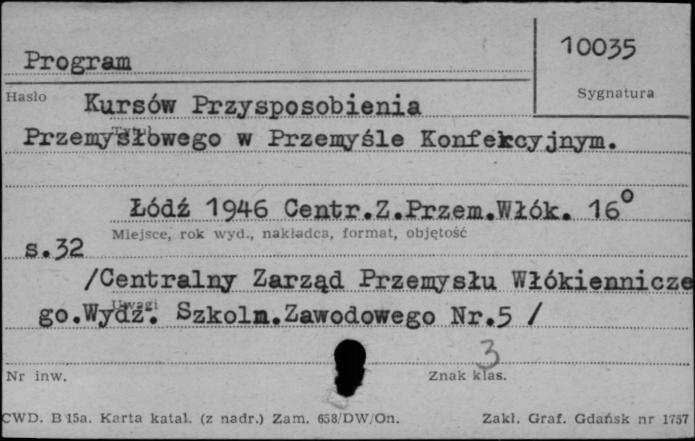 Program
10035
Hasło
Sygnatura
Kursów Przysposobienia
Przemysłowego w Przemyśle Konfekcyjnym.
Łódź 1946 Centr.Z.Przem.Włók. 16°
Miejsce, rok wyd., nakładca, format, objętość
s.32
/Centralny Zarząd Przemysłu Włókiennicze
Uwagi
go.Wydz. Szkoln.Zawodowego Nr.5 /
3
Nr inw.
Znak klas.
CWD. B 15a. Karta katal. (z nadr.) Zam. 658/DW/On.
Zakł. Graf. Gdańsk nr 1757